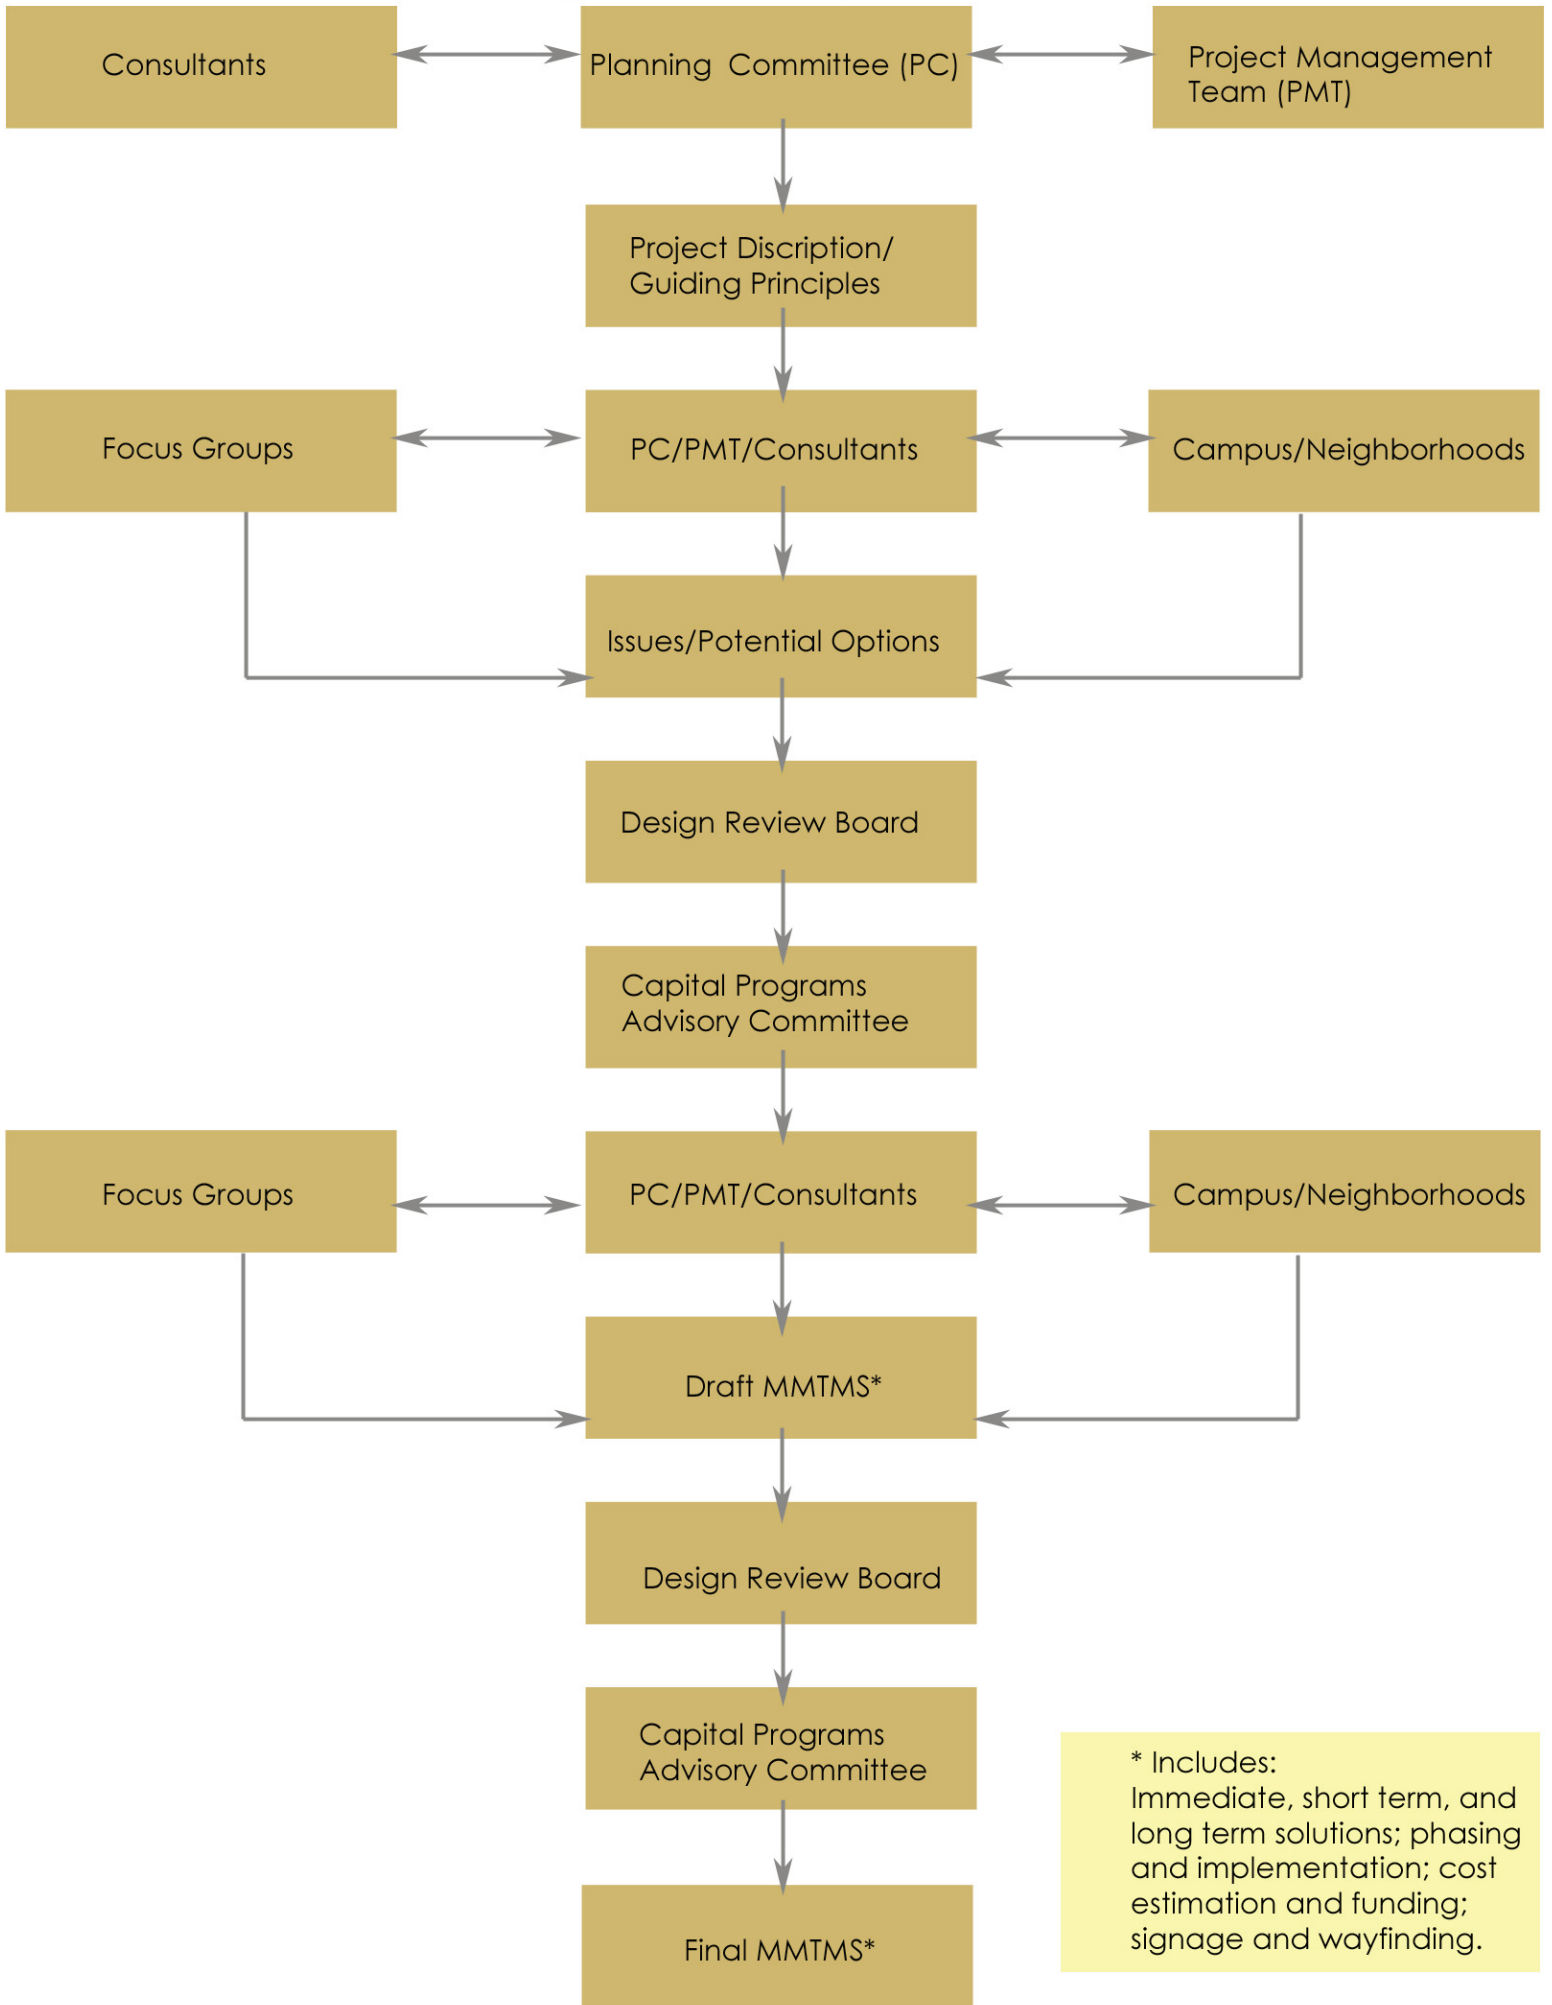 Consultants
Planning  Committee (PC)
Project Management
Team (PMT)
Project Discription/
Guiding Principles
Focus Groups
PC/PMT/Consultants
Campus/Neighborhoods
Issues/Potential Options
Design Review Board
Capital Programs
Advisory Committee
Focus Groups
PC/PMT/Consultants
Campus/Neighborhoods
Draft MMTMS*
Design Review Board
Capital Programs
Advisory Committee
* Includes:
Immediate, short term, and
long term solutions; phasing
and implementation; cost
estimation and funding;
signage and wayfinding.
Final MMTMS*